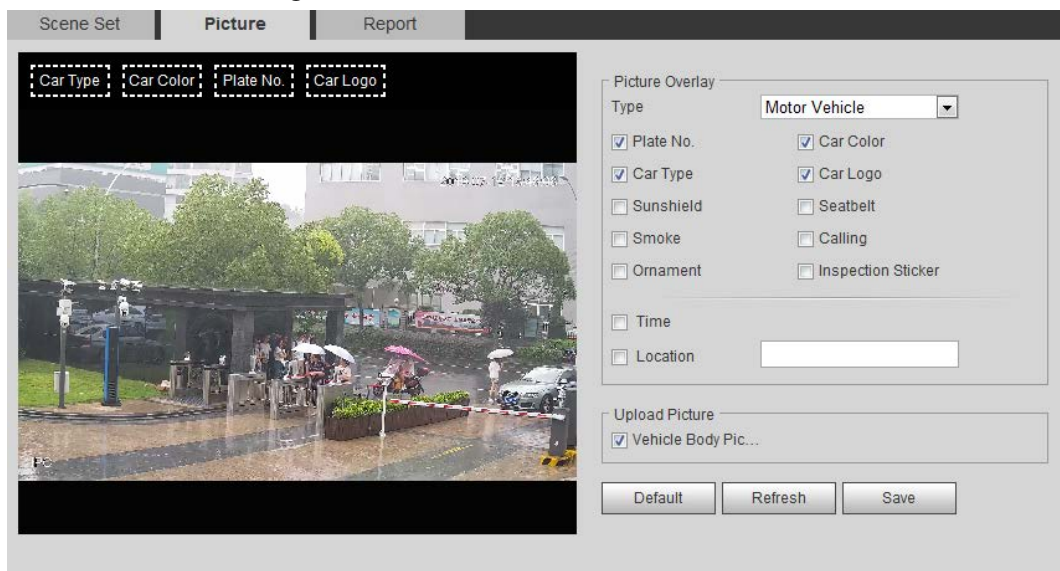 Scene Set Picture Report
Car Type Car Color Plate No. Car Logo
Picture Overlay
Type Motor Vehicle
Plate No. Car Color
Car Type Car Logo
Sunshield Seatbelt
Smoke Calling
Ornament Inspection Sticker
Time
Location
Upload Picture
Vehicle Body Pic...
Default Refresh Save